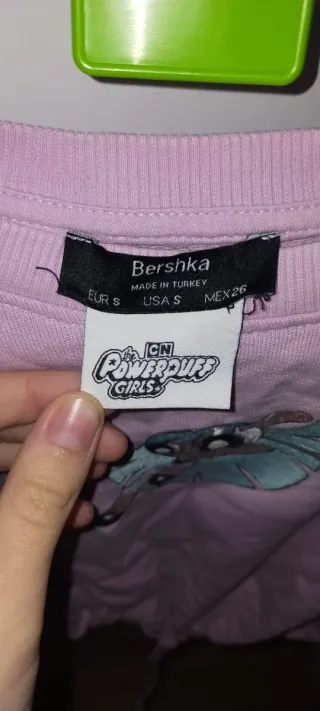 Bershka
MADE IN TURKEY
EUR S USA S MEX 26
CN
the
POWERPUFF
GIRLS